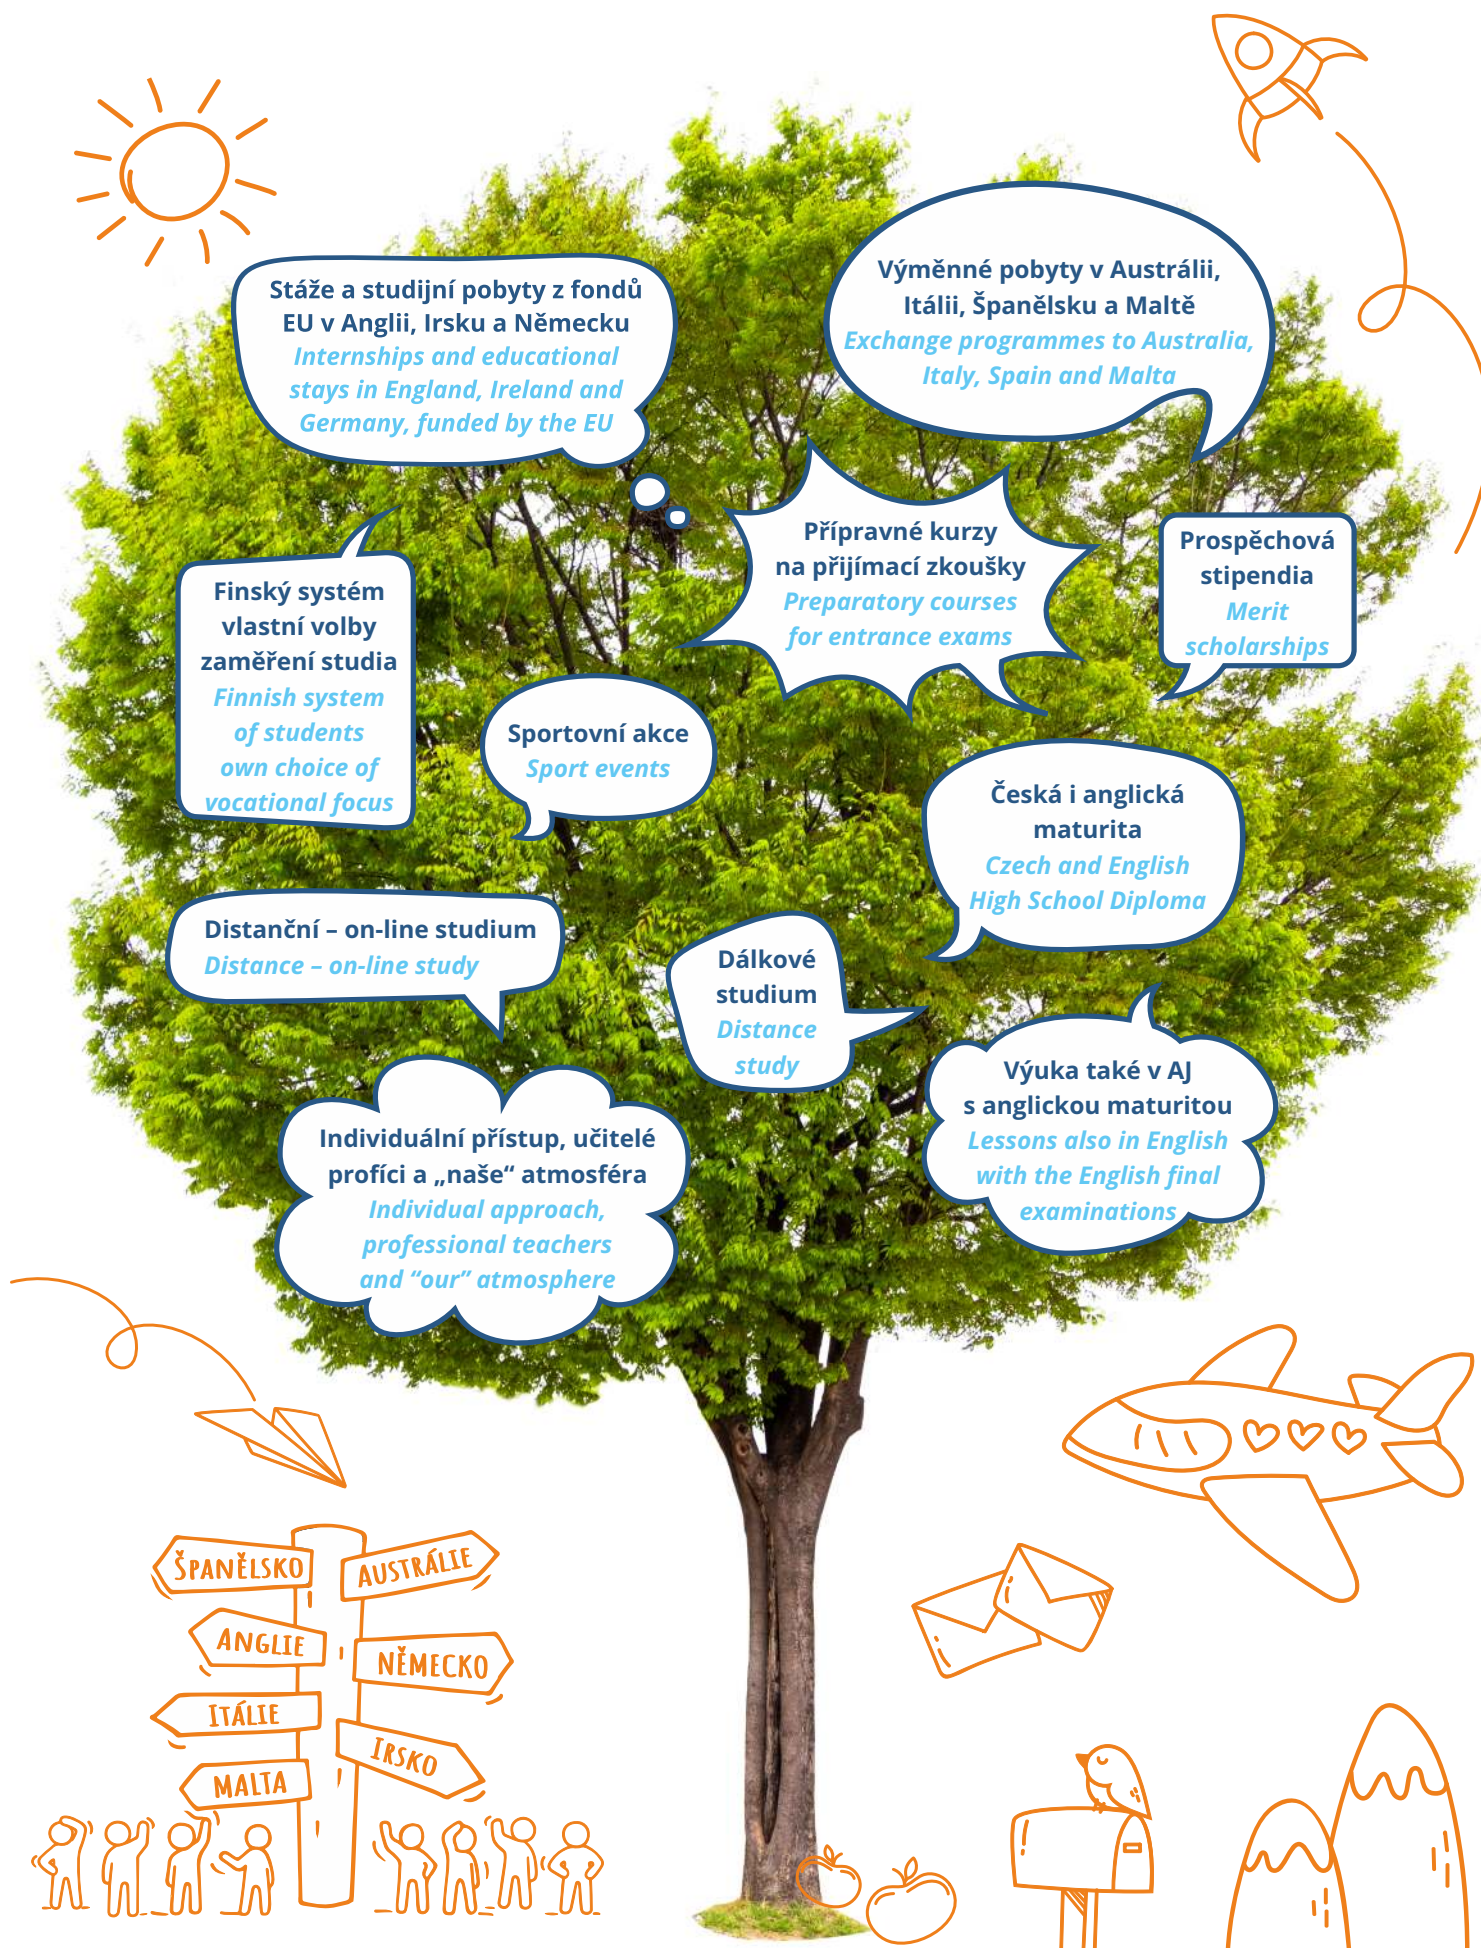 Stáže a studijní pobyty z fondů
EU v Anglii, Irsku a Německu
Internships and educational
stays in England, Ireland and
Germany, funded by the EU
Výměnné pobyty v Austrálii,
Itálii, Španělsku a Maltě
Exchange programmes to Australia,
Italy, Spain and Malta
Přípravné kurzy
na přijímací zkoušky
Preparatory courses
for entrance exams
Prospěchová
stipendia
Merit
scholarships
Finský systém
vlastní volby
zaměření studia
Finnish system
of students
own choice of
vocational focus
Sportovní akce
Sport events
Česká i anglická
maturita
Czech and English
High School Diploma
Distanční – on-line studium
Distance – on-line study
Dálkové
studium
Distance
study
Výuka také v AJ
s anglickou maturitou
Lessons also in English
with the English final
examinations
Individuální přístup, učitelé
profíci a „naše“ atmosféra
Individual approach,
professional teachers
and “our” atmosphere
ŠPANĚLSKO
AUSTRÁLIE
ANGLIE
NĚMECKO
ITÁLIE
IRSKO
MALTA